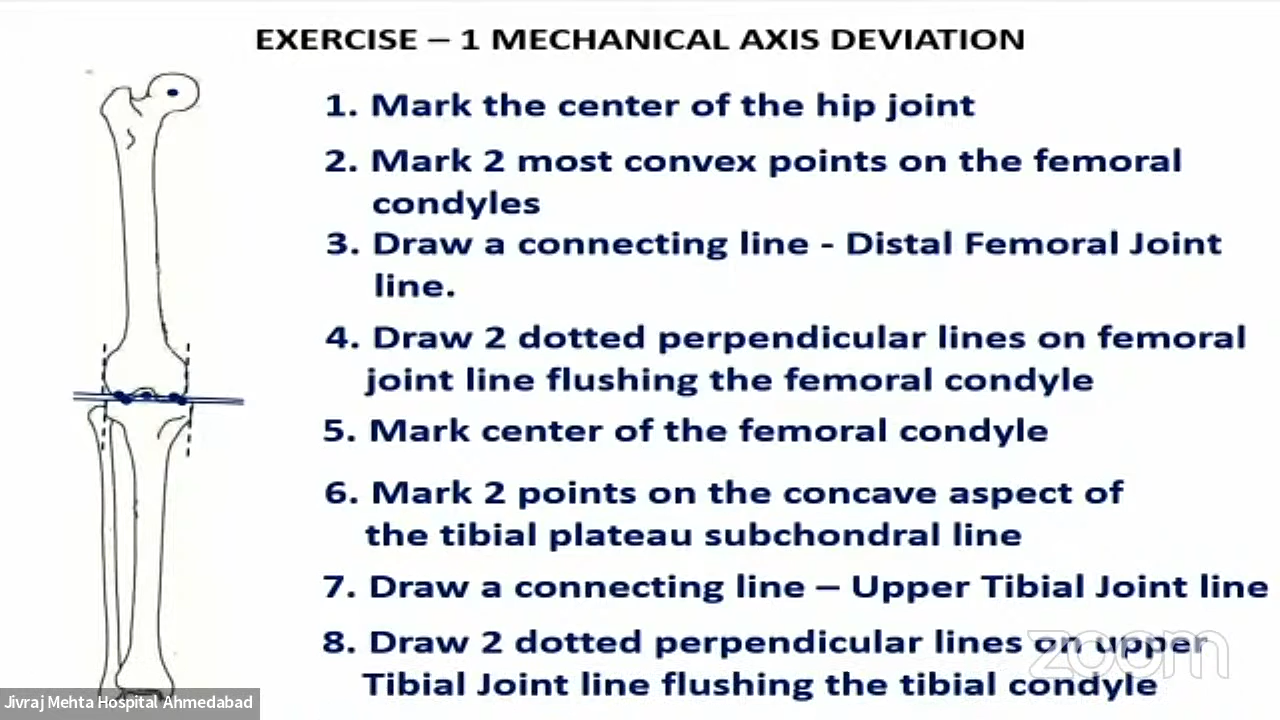 EXERCISE – 1 MECHANICAL AXIS DEVIATION
1. Mark the center of the hip joint
2. Mark 2 most convex points on the femoral
condyles
3. Draw a connecting line - Distal Femoral Joint
line.
4. Draw 2 dotted perpendicular lines on femoral
joint line flushing the femoral condyle
5. Mark center of the femoral condyle
6. Mark 2 points on the concave aspect of
the tibial plateau subchondral line
7. Draw a connecting line – Upper Tibial Joint line
8. Draw 2 dotted perpendicular lines on upper
Tibial Joint line flushing the tibial condyle
zoom
Jivraj Mehta Hospital Ahmedabad